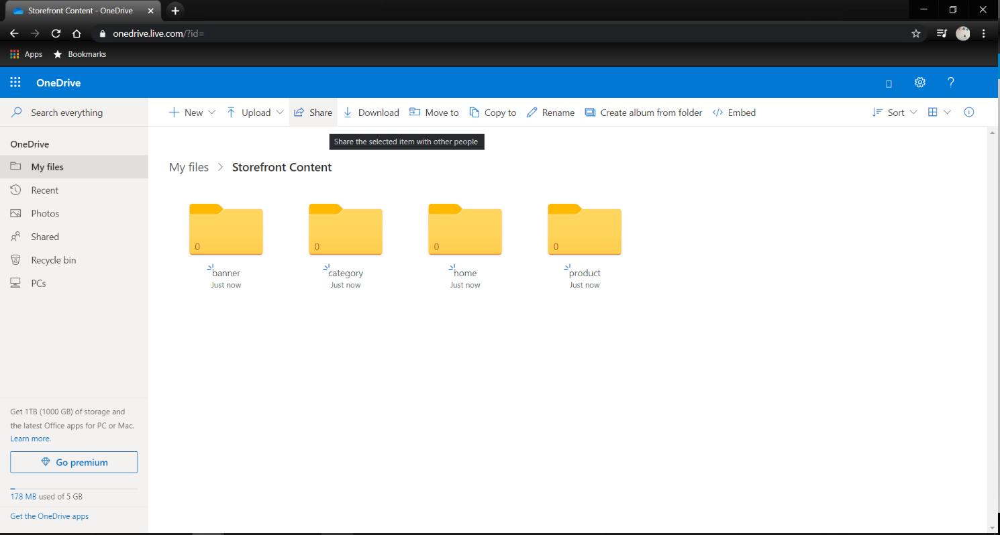 Storefront Content - OneDrive
onedrive.live.com/?id=
Apps Bookmarks
OneDrive ?
Search everything New Upload Share Download Move to Copy to Rename Create album from folder Embed Sort
Share the selected item with other people
OneDrive
My files
Recent
Photos
Shared
Recycle bin
PCs
My files > Storefront Content
0 0 0 0
banner category home product
Just now Just now Just now Just now
Get 1TB (1000 GB) of storage and
the latest Office apps for PC or Mac.
Learn more.
Go premium
178 MB used of 5 GB
Get the OneDrive apps